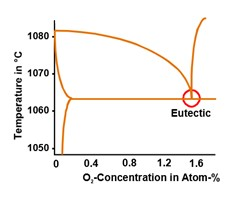 Temperature in °C
1080
1070
1060
1050
Eutectic
0 0.4 0.8 1.2 1.6
O₂-Concentration in Atom-%